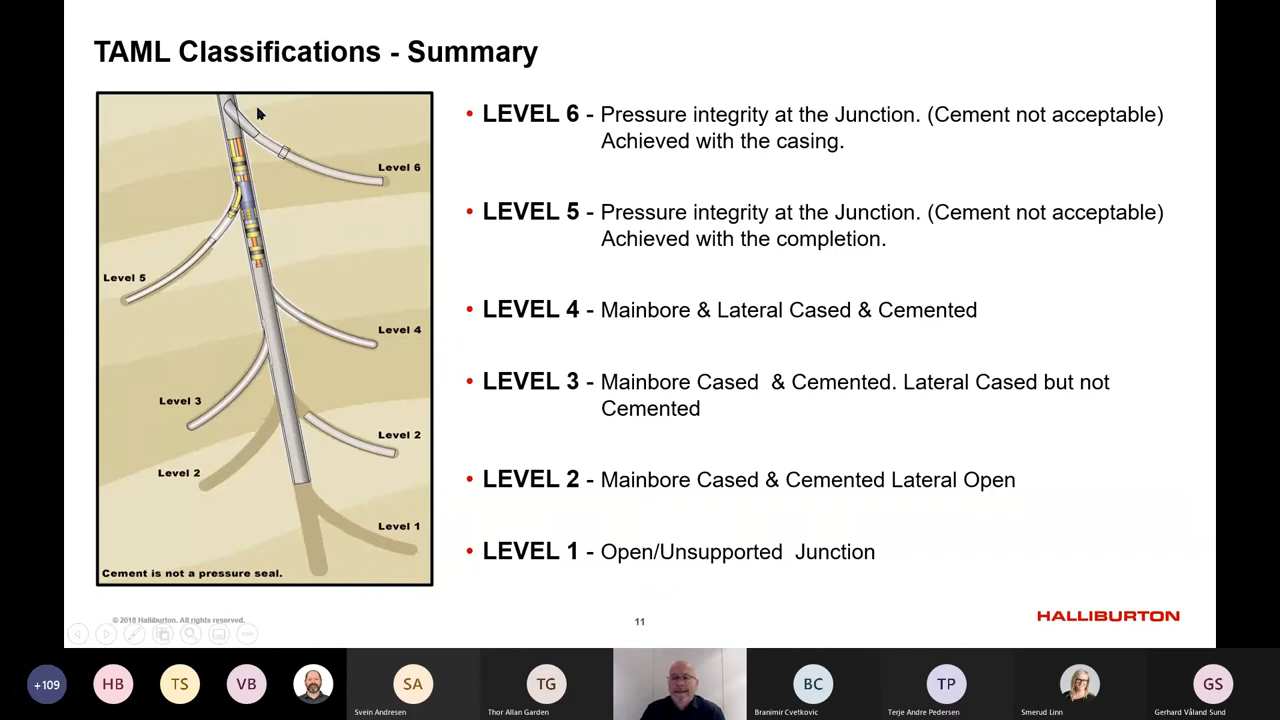 TAML Classifications - Summary
Level 6
Level 5
Level 4
Level 3
Level 2
Level 2
Level 1
Cement is not a pressure seal.
• LEVEL 6 - Pressure integrity at the Junction. (Cement not acceptable)
Achieved with the casing.
• LEVEL 5 - Pressure integrity at the Junction. (Cement not acceptable)
Achieved with the completion.
• LEVEL 4 - Mainbore & Lateral Cased & Cemented
• LEVEL 3 - Mainbore Cased & Cemented. Lateral Cased but not
Cemented
• LEVEL 2 - Mainbore Cased & Cemented Lateral Open
• LEVEL 1 - Open/Unsupported Junction
© 2018 Halliburton. All rights reserved.
11
HALLIBURTON
+109
HB
TS
VB
SA
Svein Andresen
TG
Thor Allan Garden
BC
Branimir Cvetkovic
TP
Terje Andre Pedersen
Smerud Linn
GS
Gerhard Våland Sund